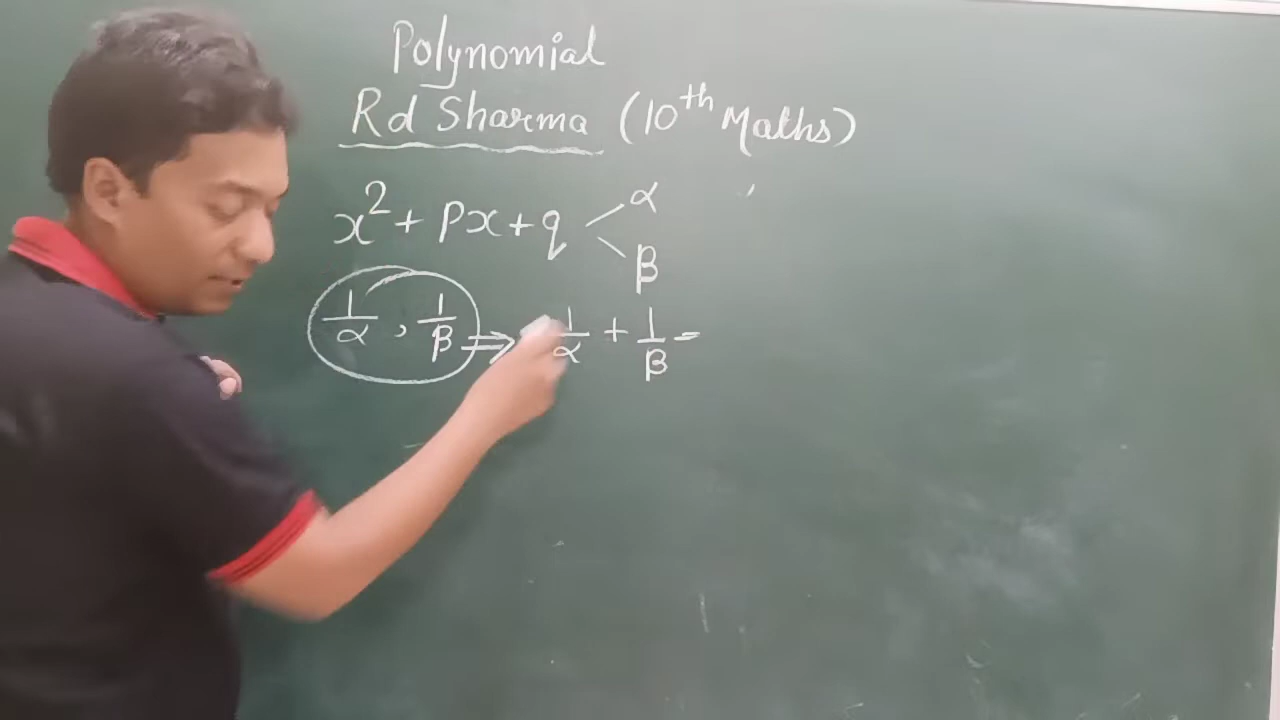 Polynomial
Rd Sharma (10th Maths)
x² + px + q < α
β
1/α , 1/β ⇒ 1/α + 1/β =